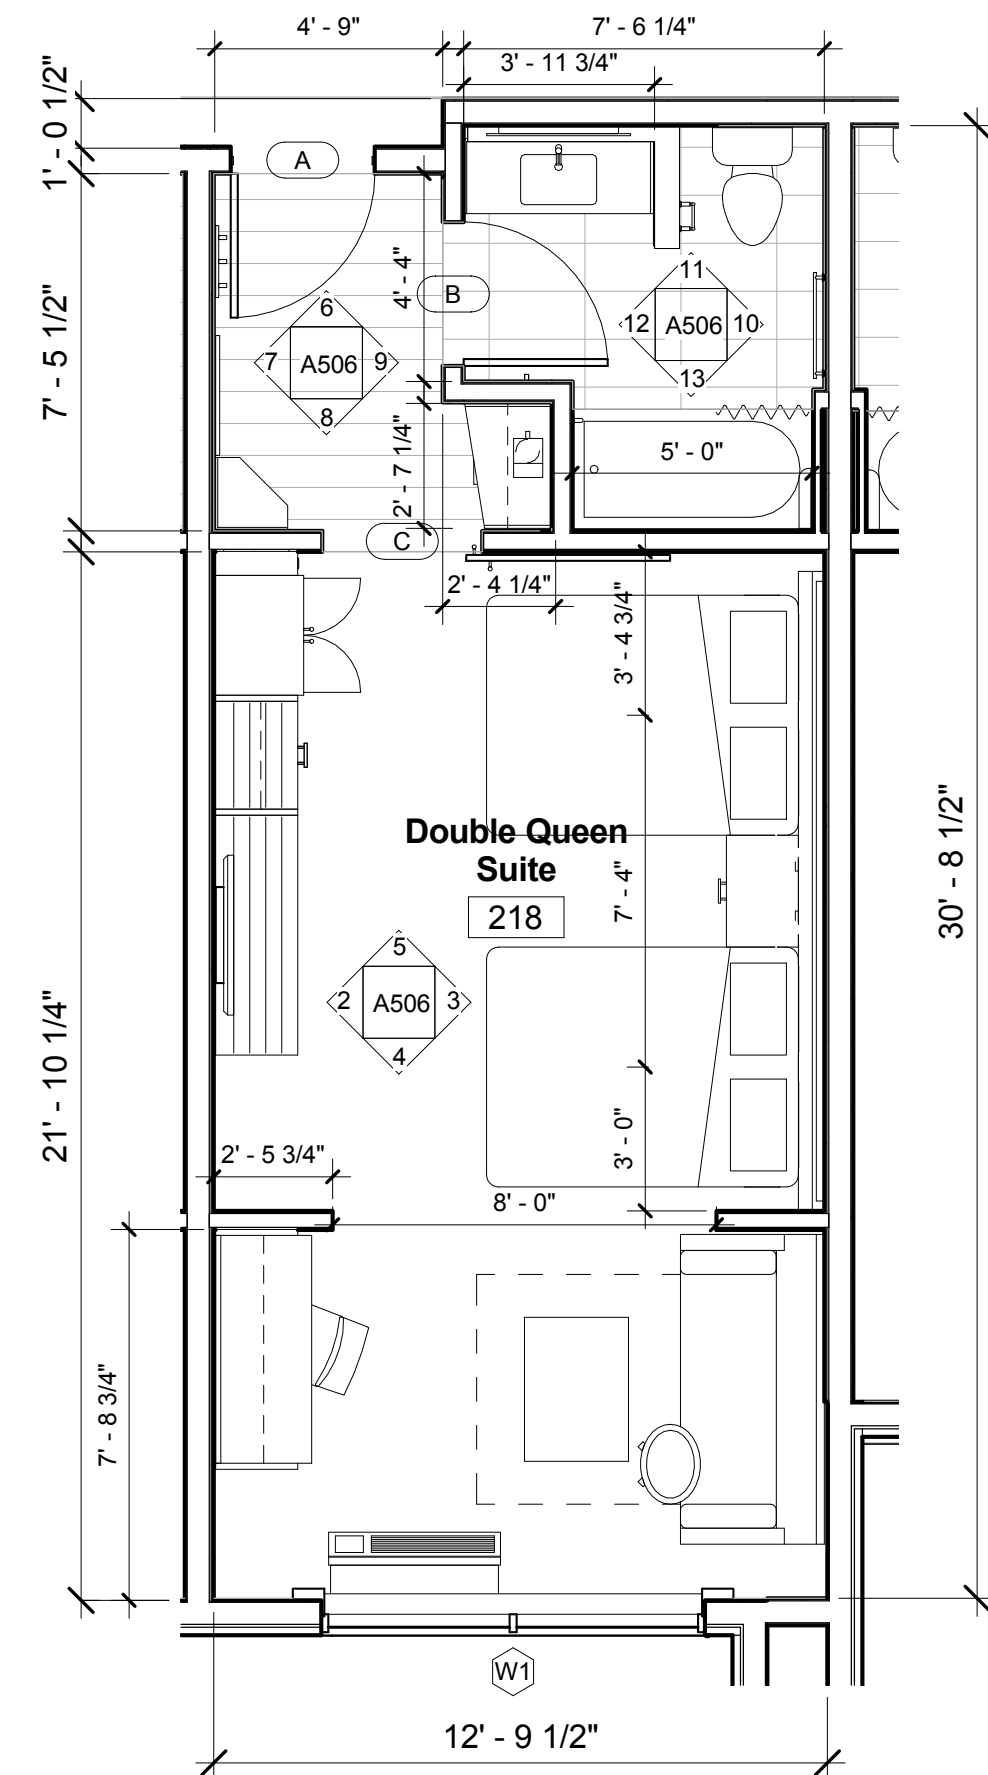 4' - 9"
7' - 6 1/4"
3' - 11 3/4"
1' - 0 1/2"
A
7' - 5 1/2"
4' - 4"
B
6
7
A506
9
8
11
12
A506
10
13
2' - 7 1/4"
5' - 0"
C
2' - 4 1/4"
3' - 4 3/4"
Double Queen
Suite
218
7' - 4"
30' - 8 1/2"
5
2
A506
3
4
21' - 10 1/4"
3' - 0"
2' - 5 3/4"
8' - 0"
7' - 8 3/4"
W1
12' - 9 1/2"